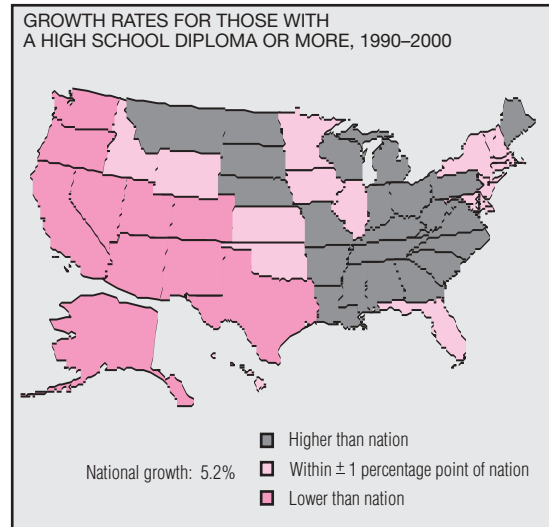 GROWTH RATES FOR THOSE WITH
A HIGH SCHOOL DIPLOMA OR MORE, 1990–2000
Higher than nation
National growth: 5.2%
Within ± 1 percentage point of nation
Lower than nation